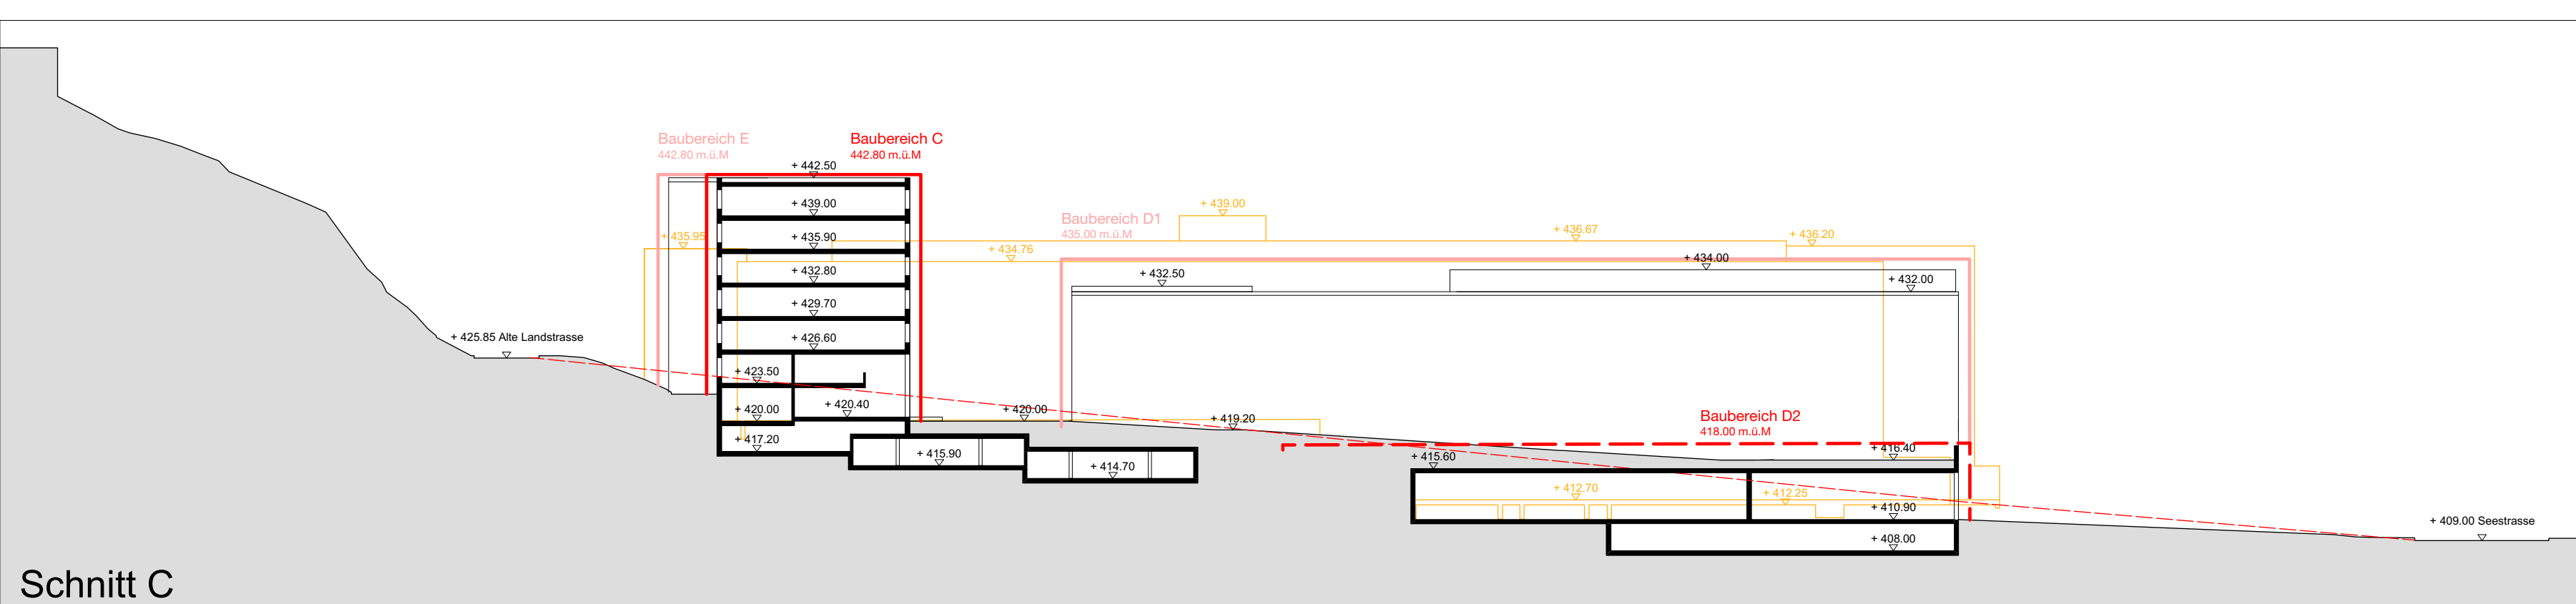 Baubereich E
442.80 m.ü.M
Baubereich C
442.80 m.ü.M
+ 442.50
+ 439.00
+ 435.90
+ 432.80
+ 429.70
+ 426.60
+ 423.50
+ 420.00
+ 420.40
+ 417.20
+ 435.95
+ 425.85 Alte Landstrasse
+ 434.76
Baubereich D1
435.00 m.ü.M
+ 439.00
+ 436.67
+ 436.20
+ 432.50
+ 434.00
+ 432.00
+ 420.00
+ 419.20
+ 415.90
+ 414.70
Baubereich D2
418.00 m.ü.M
+ 416.40
+ 415.60
+ 412.70
+ 412.25
+ 410.90
+ 408.00
+ 409.00 Seestrasse
Schnitt C